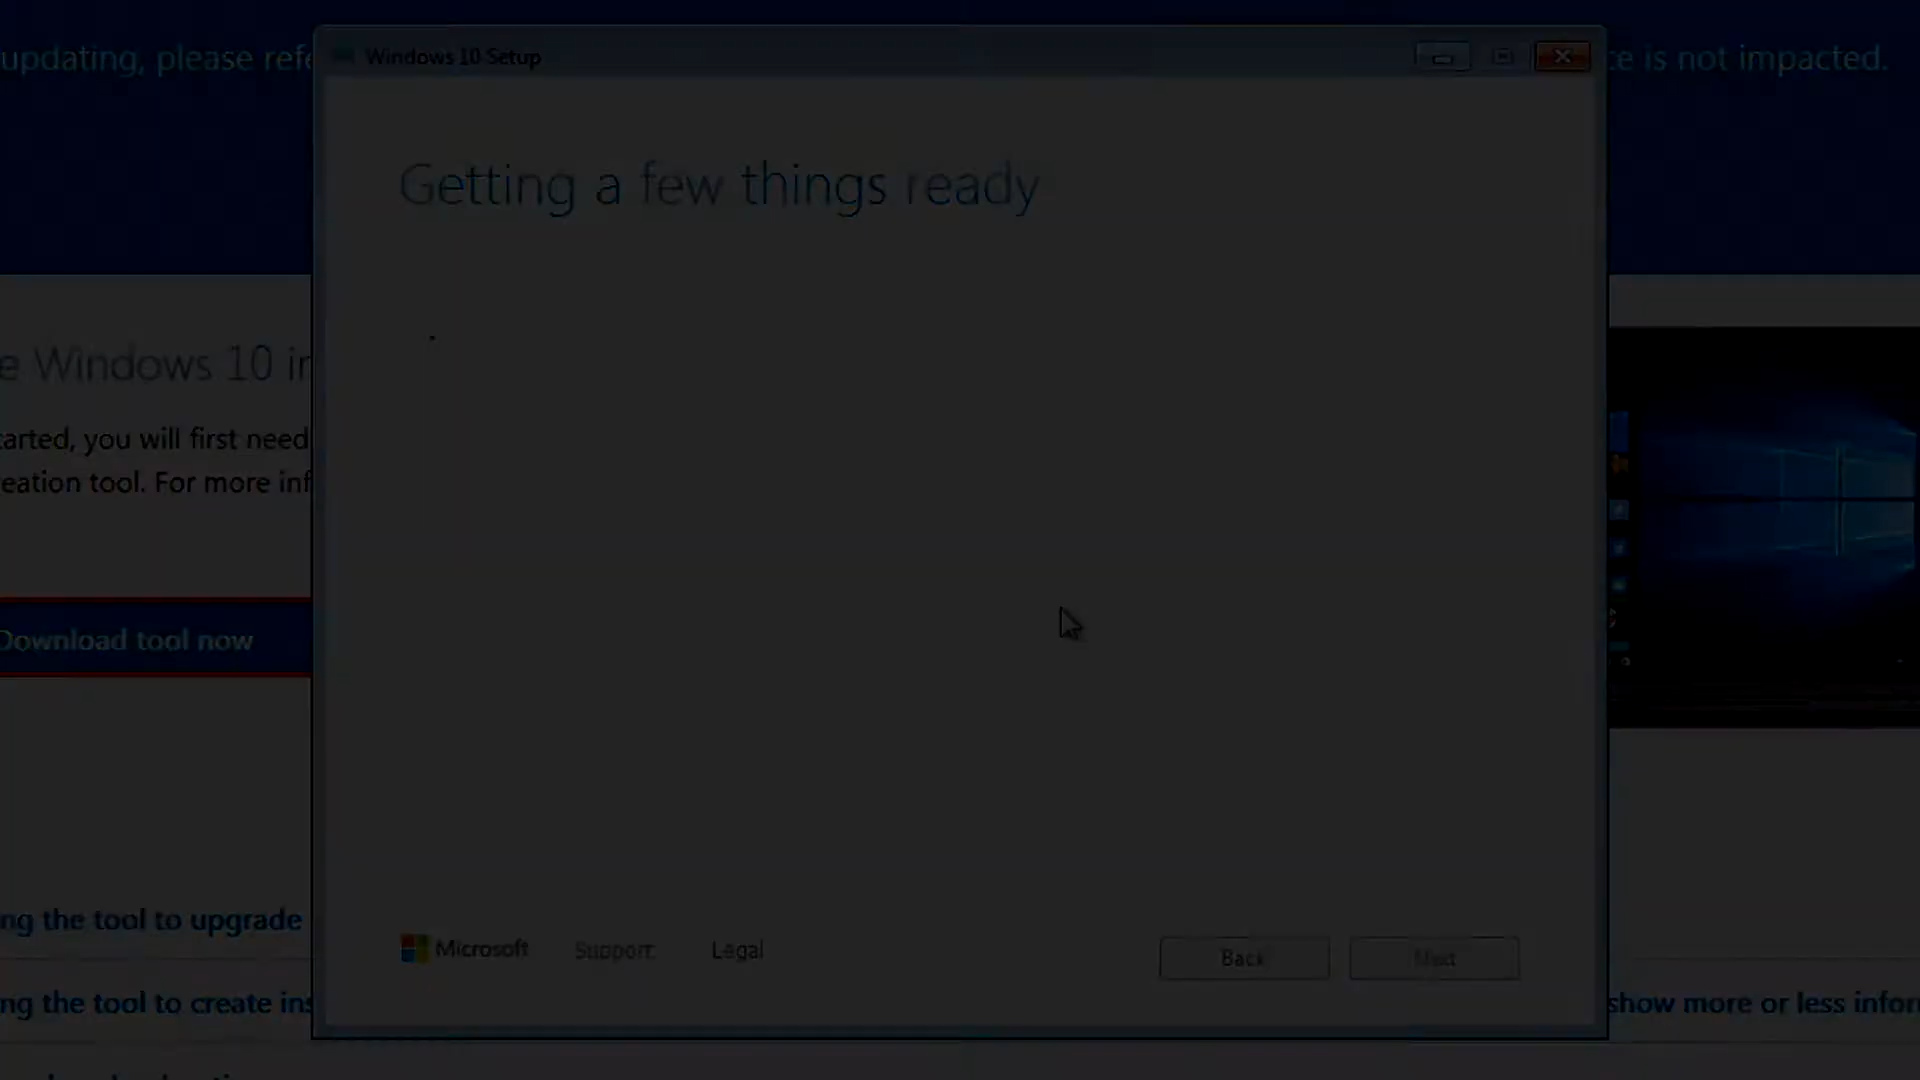 updating, please refe
Windows 10 Setup
ce is not impacted.
Getting a few things ready
e Windows 10 in
tarted, you will first need
eation tool. For more inf
Download tool now
ng the tool to upgrade
Microsoft
Support
Legal
Back
Next
ng the tool to create ins
show more or less infor